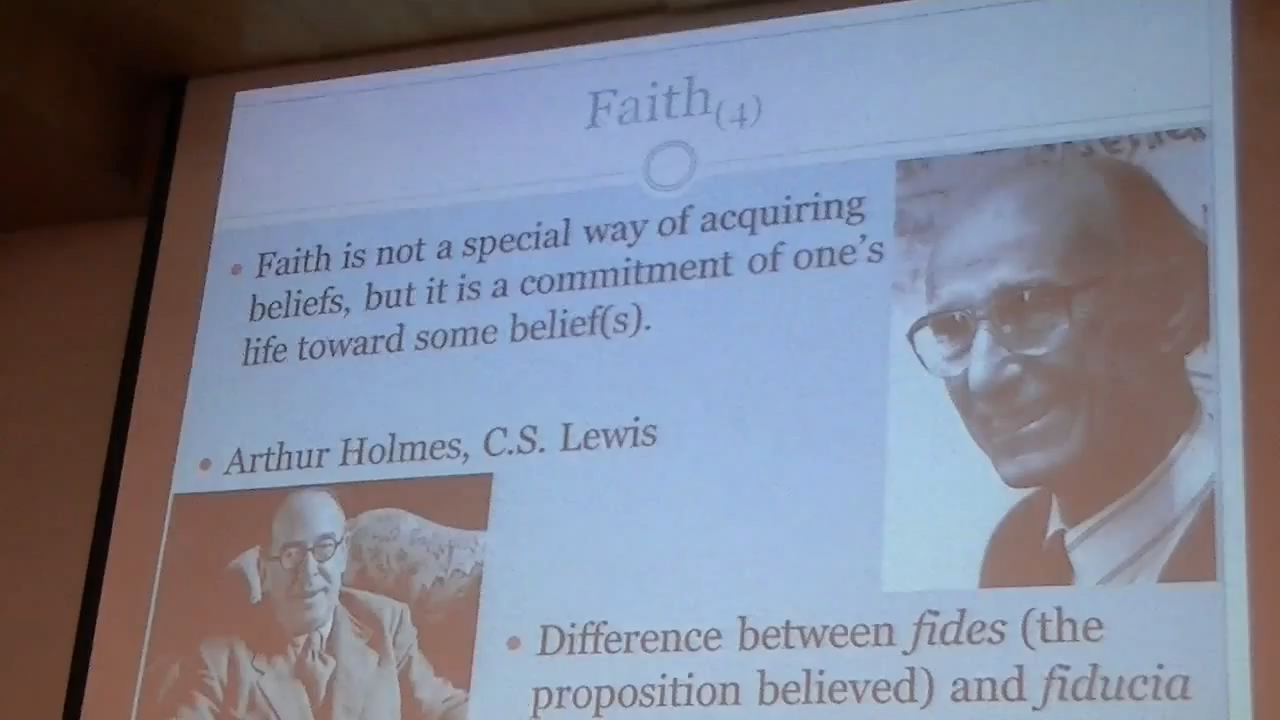 Faith(4)
• Faith is not a special way of acquiring
beliefs, but it is a commitment of one's
life toward some belief(s).
• Arthur Holmes, C.S. Lewis
• Difference between fides (the
proposition believed) and fiducia